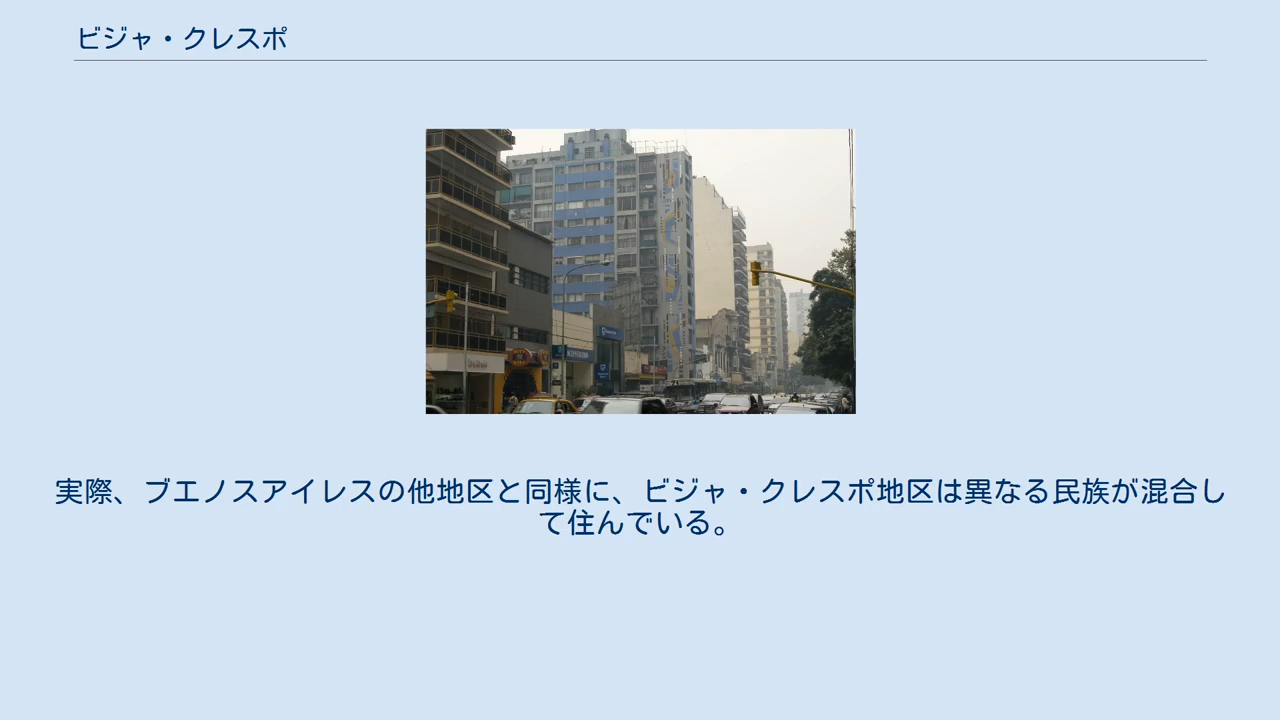 ビジャ・クレスポ
実際、ブエノスアイレスの他地区と同様に、ビジャ・クレスポ地区は異なる民族が混合し
て住んでいる。